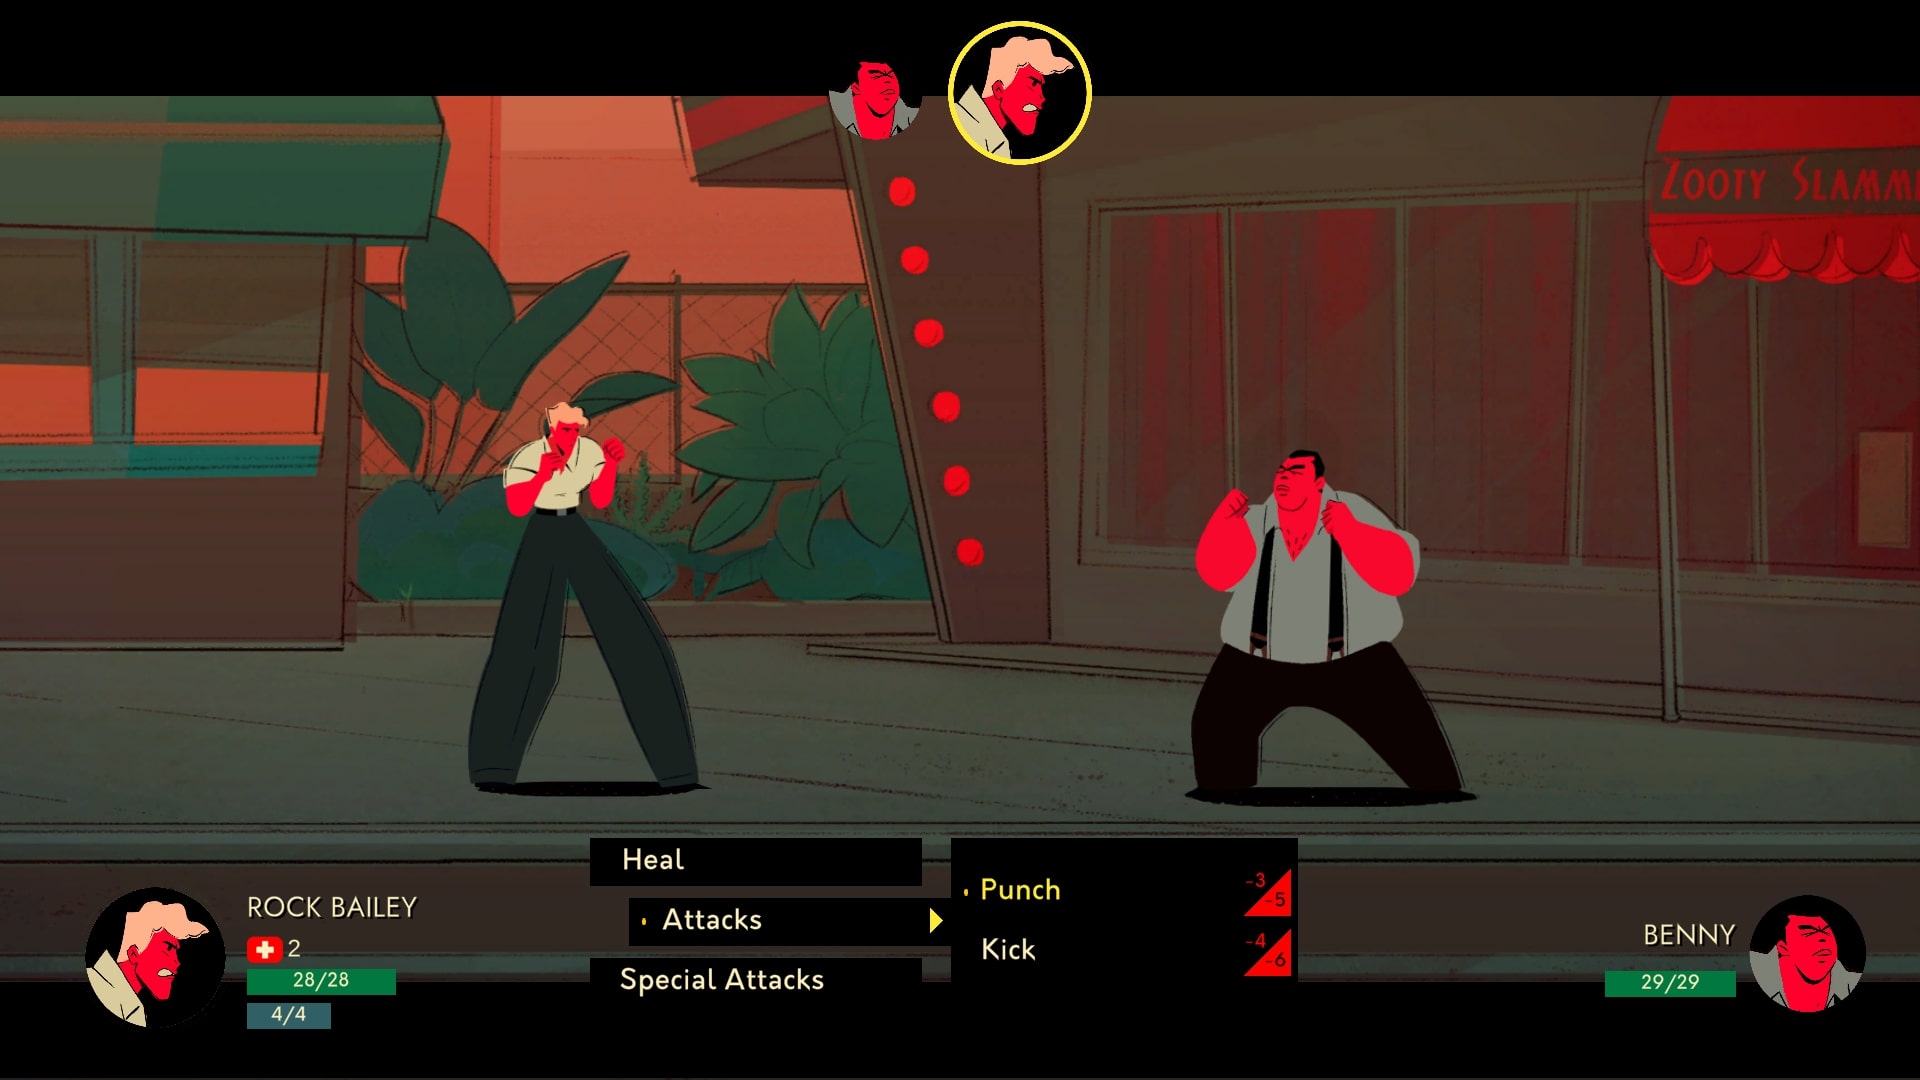 ZOOTY SLAMM
Heal
Attacks
Special Attacks
Punch -3 -5
Kick -4 -6
ROCK BAILEY
2
28/28
4/4
BENNY
29/29